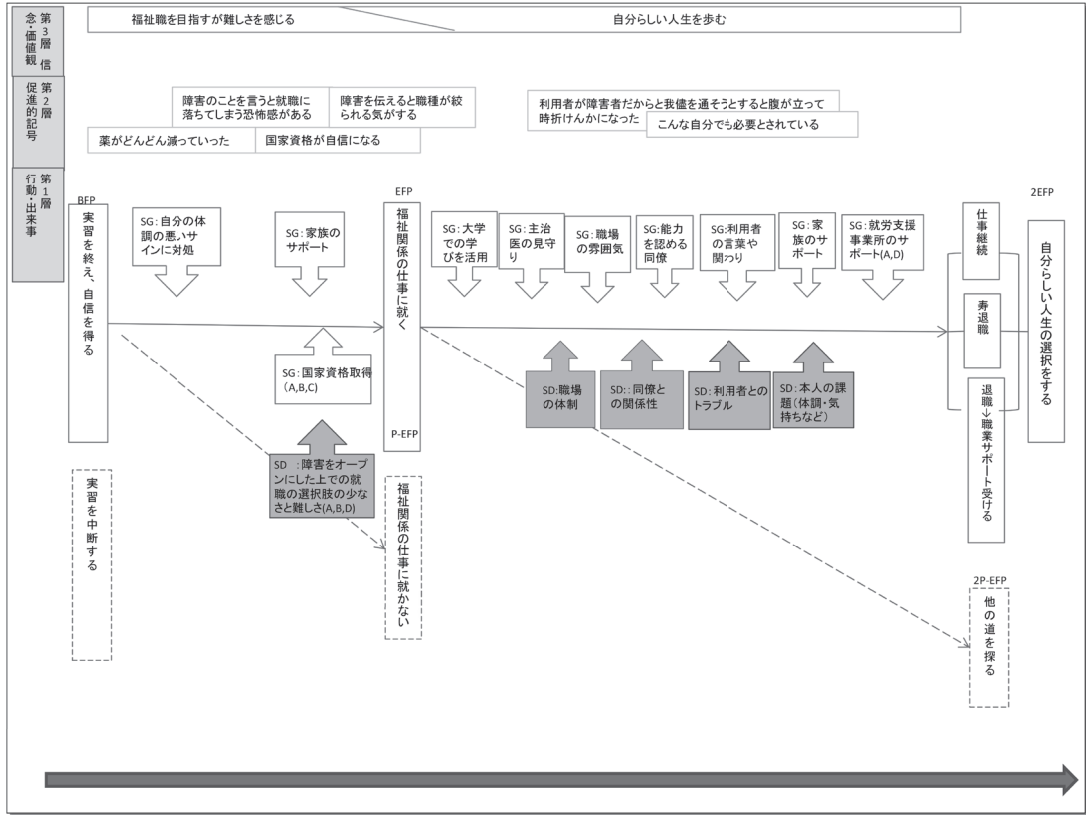 第3層 信
念・価値観
福祉職を目指すが難しさを感じる
自分らしい人生を歩む
第2層
促進的記号
障害のことを言うと就職に
落ちてしまう恐怖感がある
障害を伝えると職種が絞
られる気がする
薬がどんどん減っていった
国家資格が自信になる
利用者が障害者だからと我儘を通そうとすると腹が立って
時折けんかになった
こんな自分でも必要とされている
第1層
行動・出来事
BFP
実習を終え、自信を得る
SG：自分の体
調の悪いサ
インに対処
SG：家族の
サポート
SG：国家資格取得
（A,B,C）
SD　：障害をオープ
ンにした上での就
職の選択肢の少な
さと難しさ(A,B,D)
EFP
福祉関係の仕事に就く
P-EFP
福祉関係の仕事に就かない
実習を中断する
SG：大学
での学
びを活用
SG：主治
医の見守
り
SG：職場
の雰囲気
SG：能力
を認める
同僚
SG：利用者
の言葉や
関わり
SG：家
族のサ
ポート
SG：就労支援
事業所のサ
ポート(A,D)
SD：職場
の体制
SD：同僚と
の関係性
SD：利用者との
トラブル
SD：本人の課
題（体調・気
持ちなど）
仕事継続
寿退職
退職→職業サポート受ける
2EFP
自分らしい人生の選択をする
2P-EFP
他の道を探る